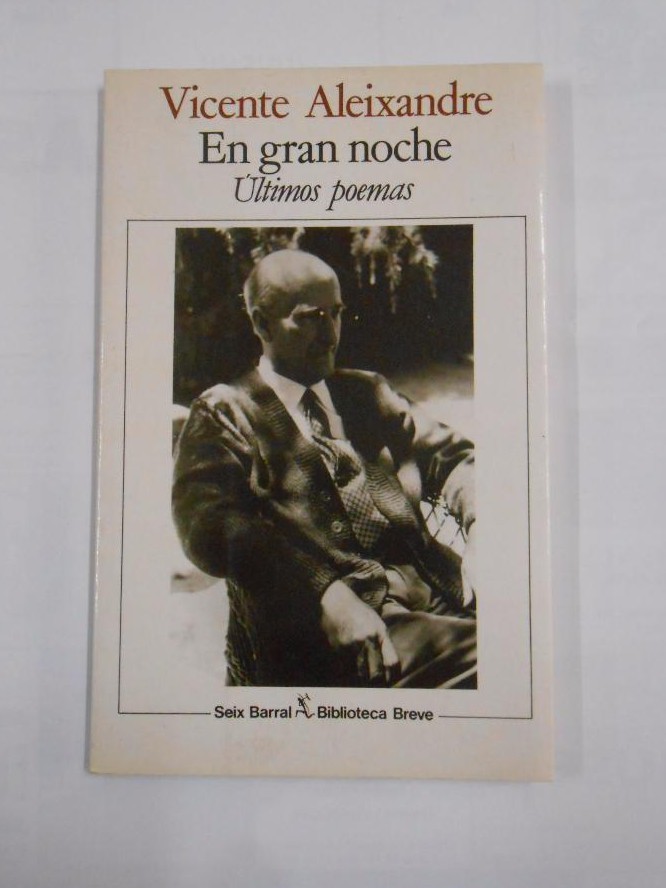 Vicente Aleixandre
En gran noche
Últimos poemas
Seix Barral Biblioteca Breve